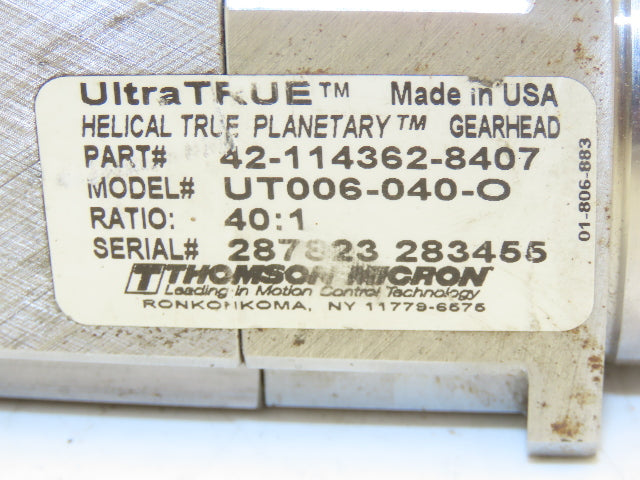 UltraTRUE™ Made in USA
HELICAL TRUE PLANETARY™ GEARHEAD
PART# 42-114362-8407
MODEL# UT006-040-O
RATIO: 40:1
SERIAL# 287823 283455
THOMSON MICRON
Leading in Motion Control Technology
RONKONKOMA, NY 11779-6575
01-806-883